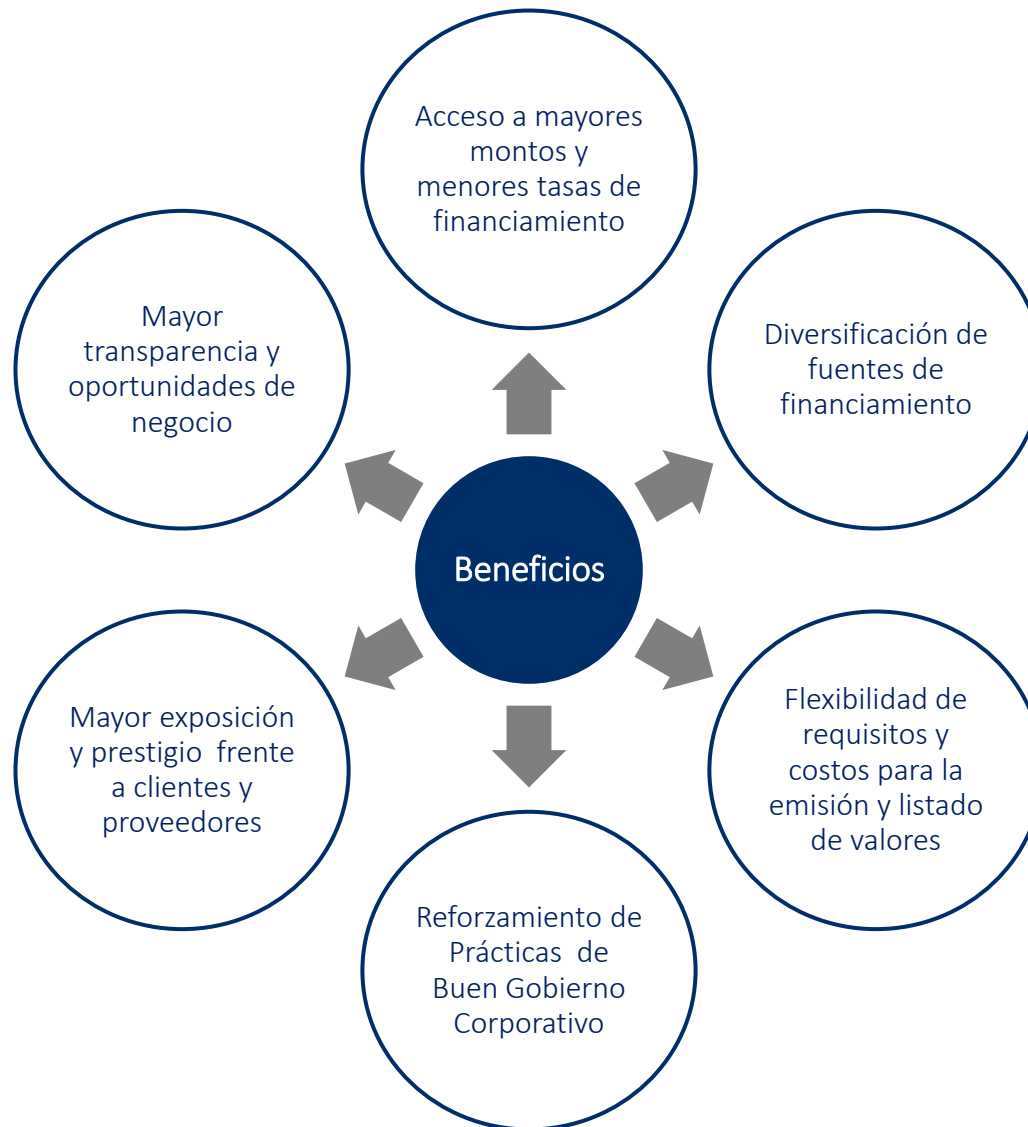 Acceso a mayores
montos y
menores tasas de
financiamiento
Diversificación de
fuentes de
financiamiento
Flexibilidad de
requisitos y
costos para la
emisión y listado
de valores
Reforzamiento de
Prácticas  de
Buen Gobierno
Corporativo
Mayor exposición
y prestigio  frente
a clientes y
proveedores
Mayor
transparencia y
oportunidades de
negocio
Beneficios